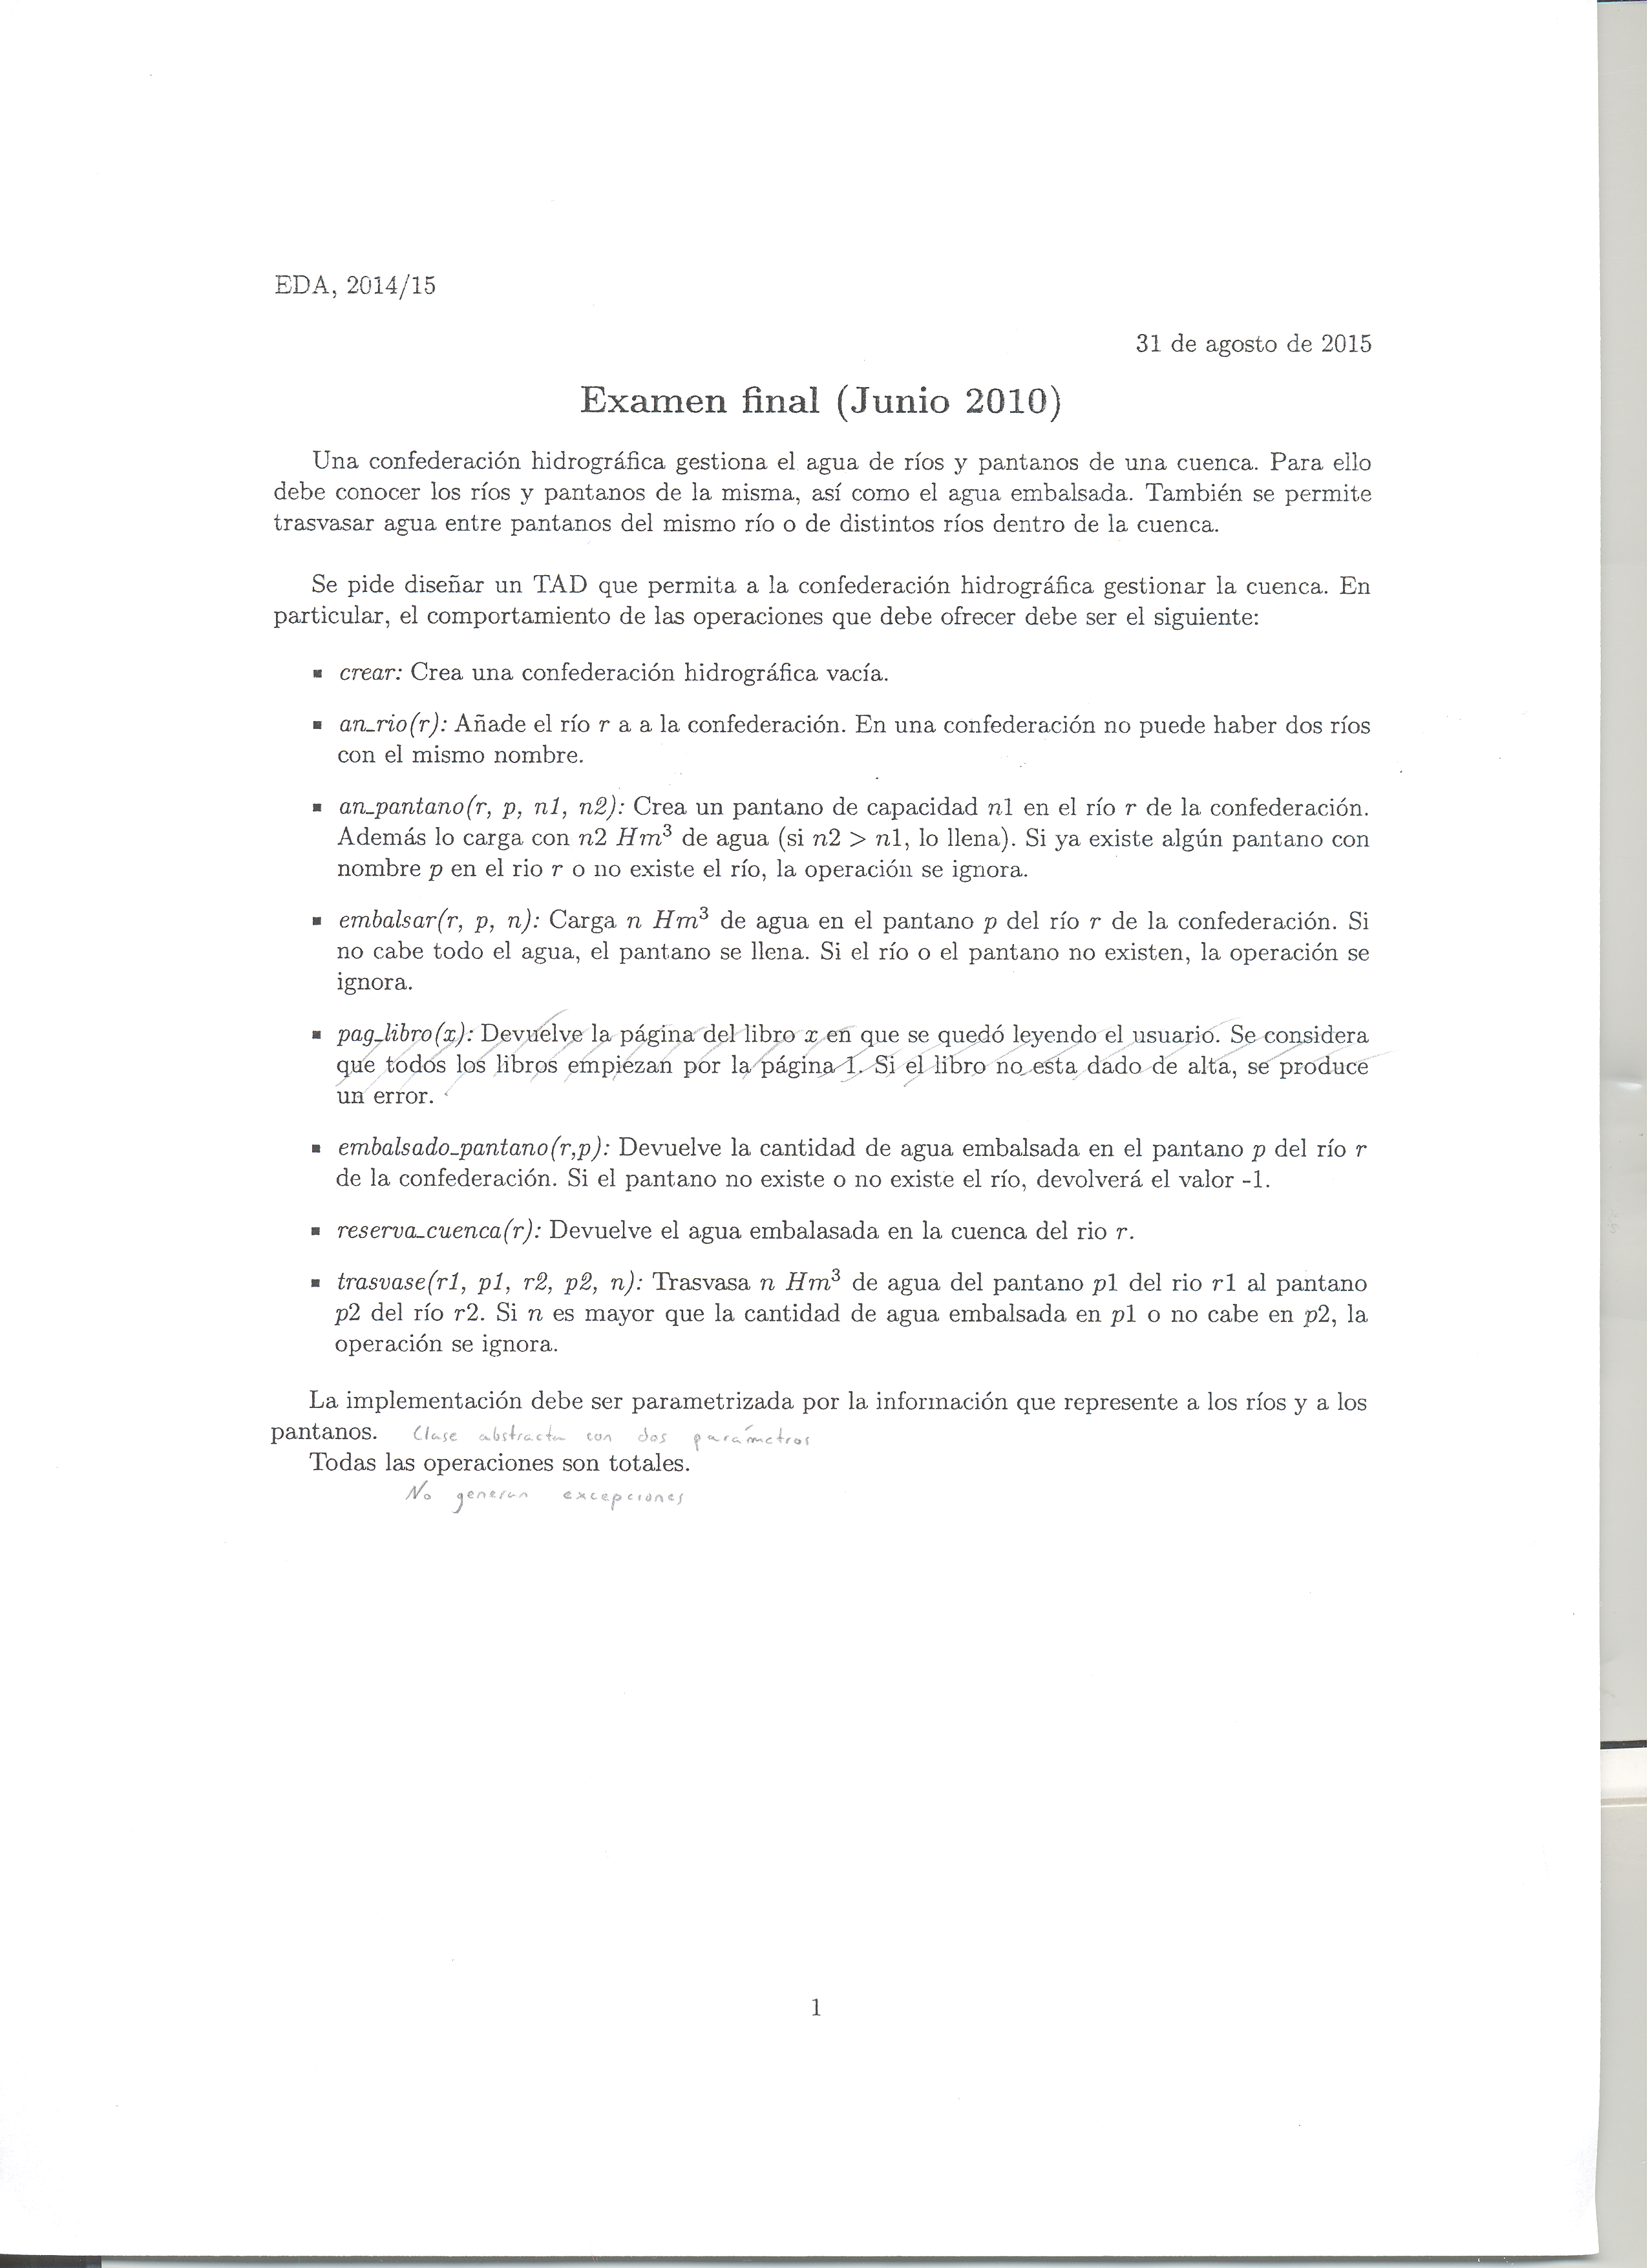 EDA, 2014/15
31 de agosto de 2015
Examen final (Junio 2010)
Una confederación hidrográfica gestiona el agua de ríos y pantanos de una cuenca. Para ello
debe conocer los ríos y pantanos de la misma, así como el agua embalsada. También se permite
trasvasar agua entre pantanos del mismo río o de distintos ríos dentro de la cuenca.
Se pide diseñar un TAD que permita a la confederación hidrográfica gestionar la cuenca. En
particular, el comportamiento de las operaciones que debe ofrecer debe ser el siguiente:
▪ crear: Crea una confederación hidrográfica vacía.
▪ an_rio(r): Añade el río r a a la confederación. En una confederación no puede haber dos ríos
con el mismo nombre.
▪ an_pantano(r, p, n1, n2): Crea un pantano de capacidad n1 en el río r de la confederación.
Además lo carga con n2 Hm³ de agua (si n2 > n1, lo llena). Si ya existe algún pantano con
nombre p en el rio r o no existe el río, la operación se ignora.
▪ embalsar(r, p, n): Carga n Hm³ de agua en el pantano p del río r de la confederación. Si
no cabe todo el agua, el pantano se llena. Si el río o el pantano no existen, la operación se
ignora.
▪ pag_libro(x): Devuelve la página del libro x en que se quedó leyendo el usuario. Se considera
que todos los libros empiezan por la página 1. Si el libro no esta dado de alta, se produce
un error.
▪ embalsado_pantano(r,p): Devuelve la cantidad de agua embalsada en el pantano p del río r
de la confederación. Si el pantano no existe o no existe el río, devolverá el valor -1.
▪ reserva_cuenca(r): Devuelve el agua embalasada en la cuenca del rio r.
▪ trasvase(r1, p1, r2, p2, n): Trasvasa n Hm³ de agua del pantano p1 del rio r1 al pantano
p2 del río r2. Si n es mayor que la cantidad de agua embalsada en p1 o no cabe en p2, la
operación se ignora.
La implementación debe ser parametrizada por la información que represente a los ríos y a los
pantanos. Clase abstracta con dos parámetros
Todas las operaciones son totales.
No generan excepciones
1